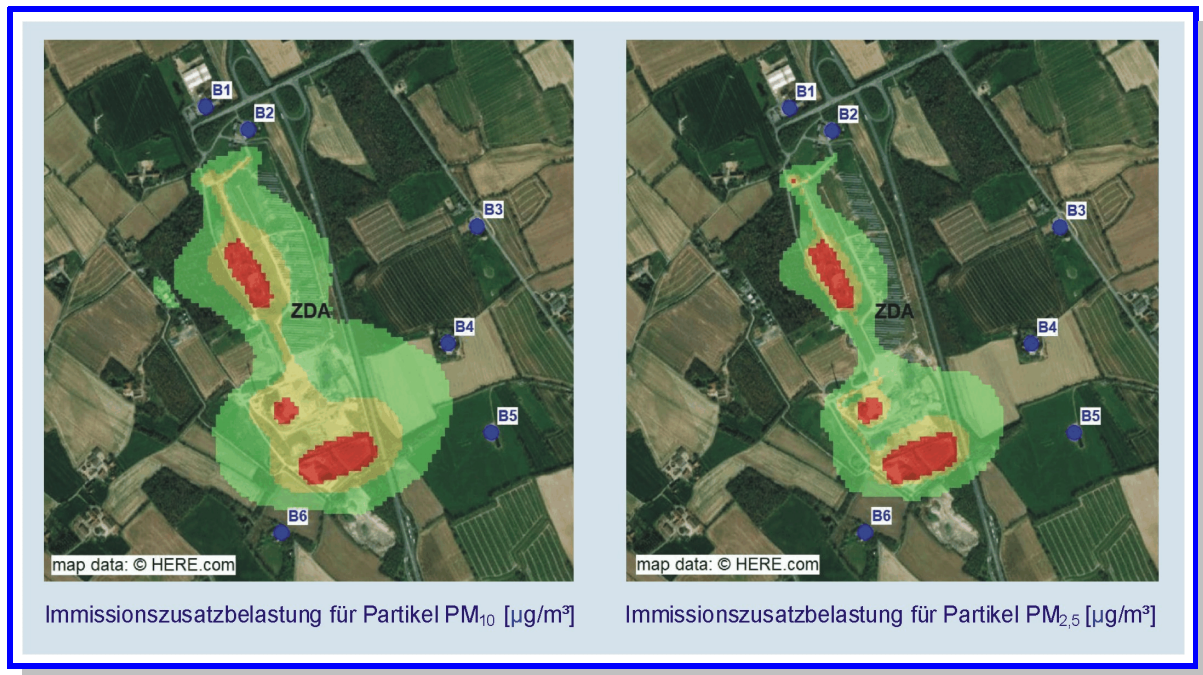 B1
B2
B3
ZDA
B4
B5
B6
map data: © HERE.com
Immissionszusatzbelastung für Partikel PM₁₀ [µg/m³]
B1
B2
B3
ZDA
B4
B5
B6
map data: © HERE.com
Immissionszusatzbelastung für Partikel PM₂,₅ [µg/m³]